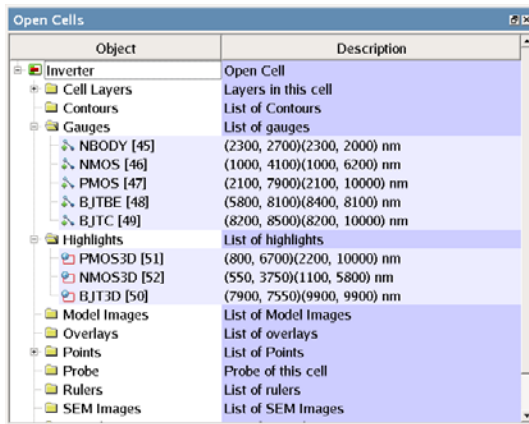 Open Cells
Object Description
Inverter Open Cell
Cell Layers Layers in this cell
Contours List of Contours
Gauges List of gauges
NBODY [45] (2300, 2700)(2300, 2000) nm
NMOS [46] (1000, 4100)(1000, 6200) nm
PMOS [47] (2100, 7900)(2100, 10000) nm
BJTBE [48] (5800, 8100)(8400, 8100) nm
BJTC [49] (8200, 8500)(8200, 10000) nm
Highlights List of highlights
PMOS3D [51] (800, 6700)(2200, 10000) nm
NMOS3D [52] (550, 3750)(1100, 5800) nm
BJT3D [50] (7900, 7550)(9900, 9900) nm
Model Images List of Model Images
Overlays List of overlays
Points List of Points
Probe Probe of this cell
Rulers List of rulers
SEM Images List of SEM Images